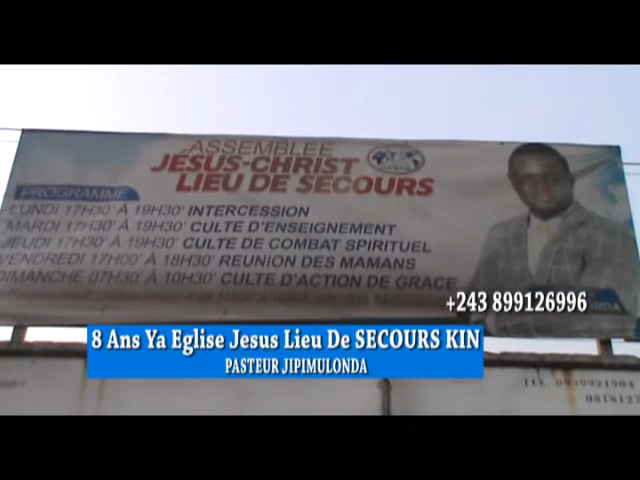 ASSEMBLEE
JESUS-CHRIST
LIEU DE SECOURS
PROGRAMME
LUNDI 17H30' À 19H30' INTERCESSION
MARDI 17H30' À 19H30' CULTE D'ENSEIGNEMENT
JEUDI 17H30' À 19H30' CULTE DE COMBAT SPIRITUEL
VENDREDI 17H00' À 18H30' REUNION DES MAMANS
DIMANCHE 07H30' À 10H30' CULTE D'ACTION DE GRACE
+243 899126996
8 Ans Ya Eglise Jesus Lieu De SECOURS KIN
PASTEUR JIPIMULONDA
TEL.